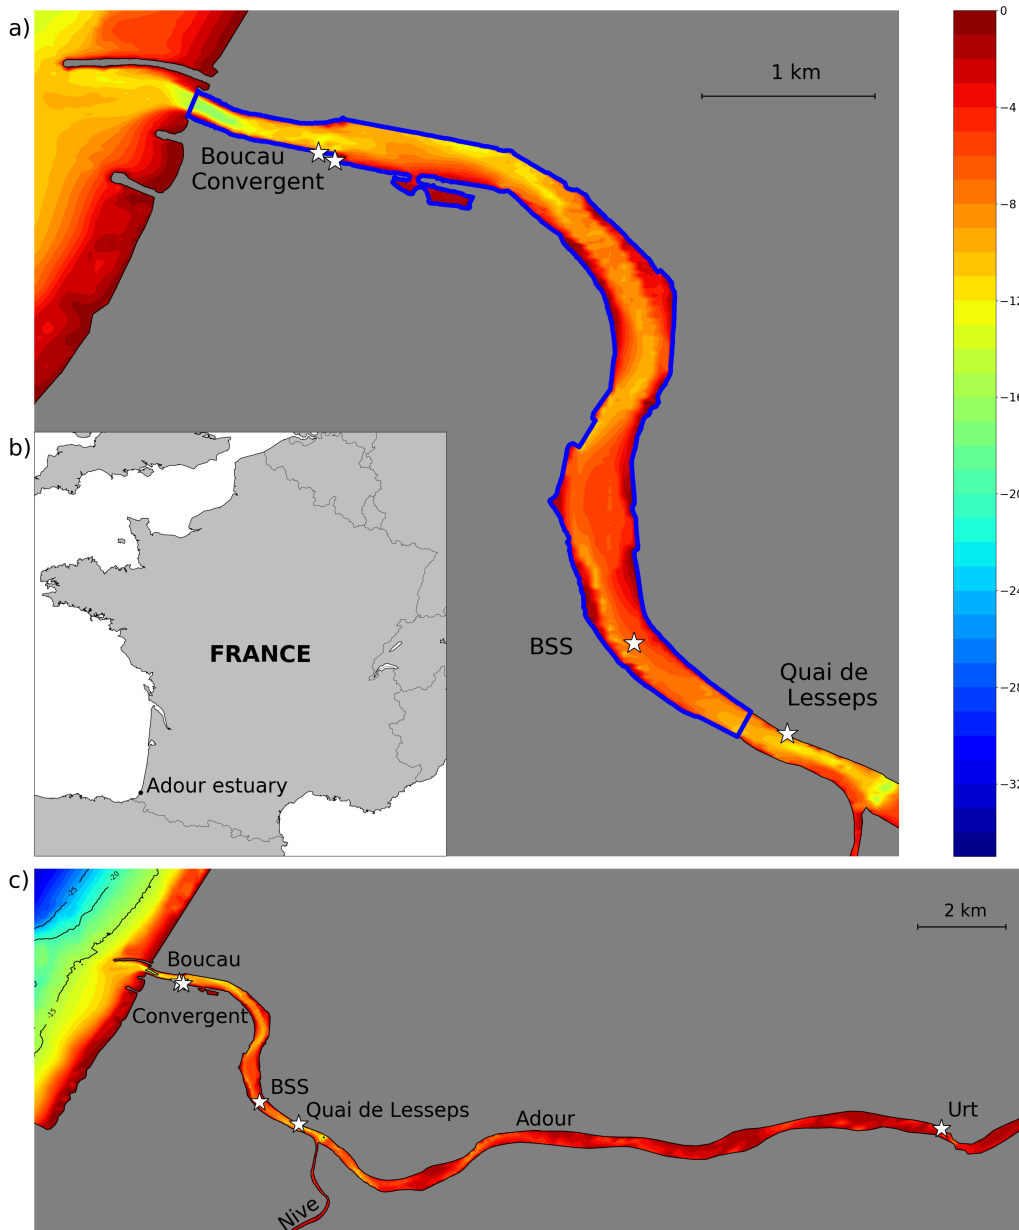 a)
1 km
Boucau
Convergent
BSS
Quai de
Lesseps
0
−4
−8
−12
−16
−20
−24
−28
−32
b)
FRANCE
Adour estuary
c)
-25
-20
-15
2 km
Boucau
Convergent
BSS
Quai de Lesseps
Adour
Urt
Nive